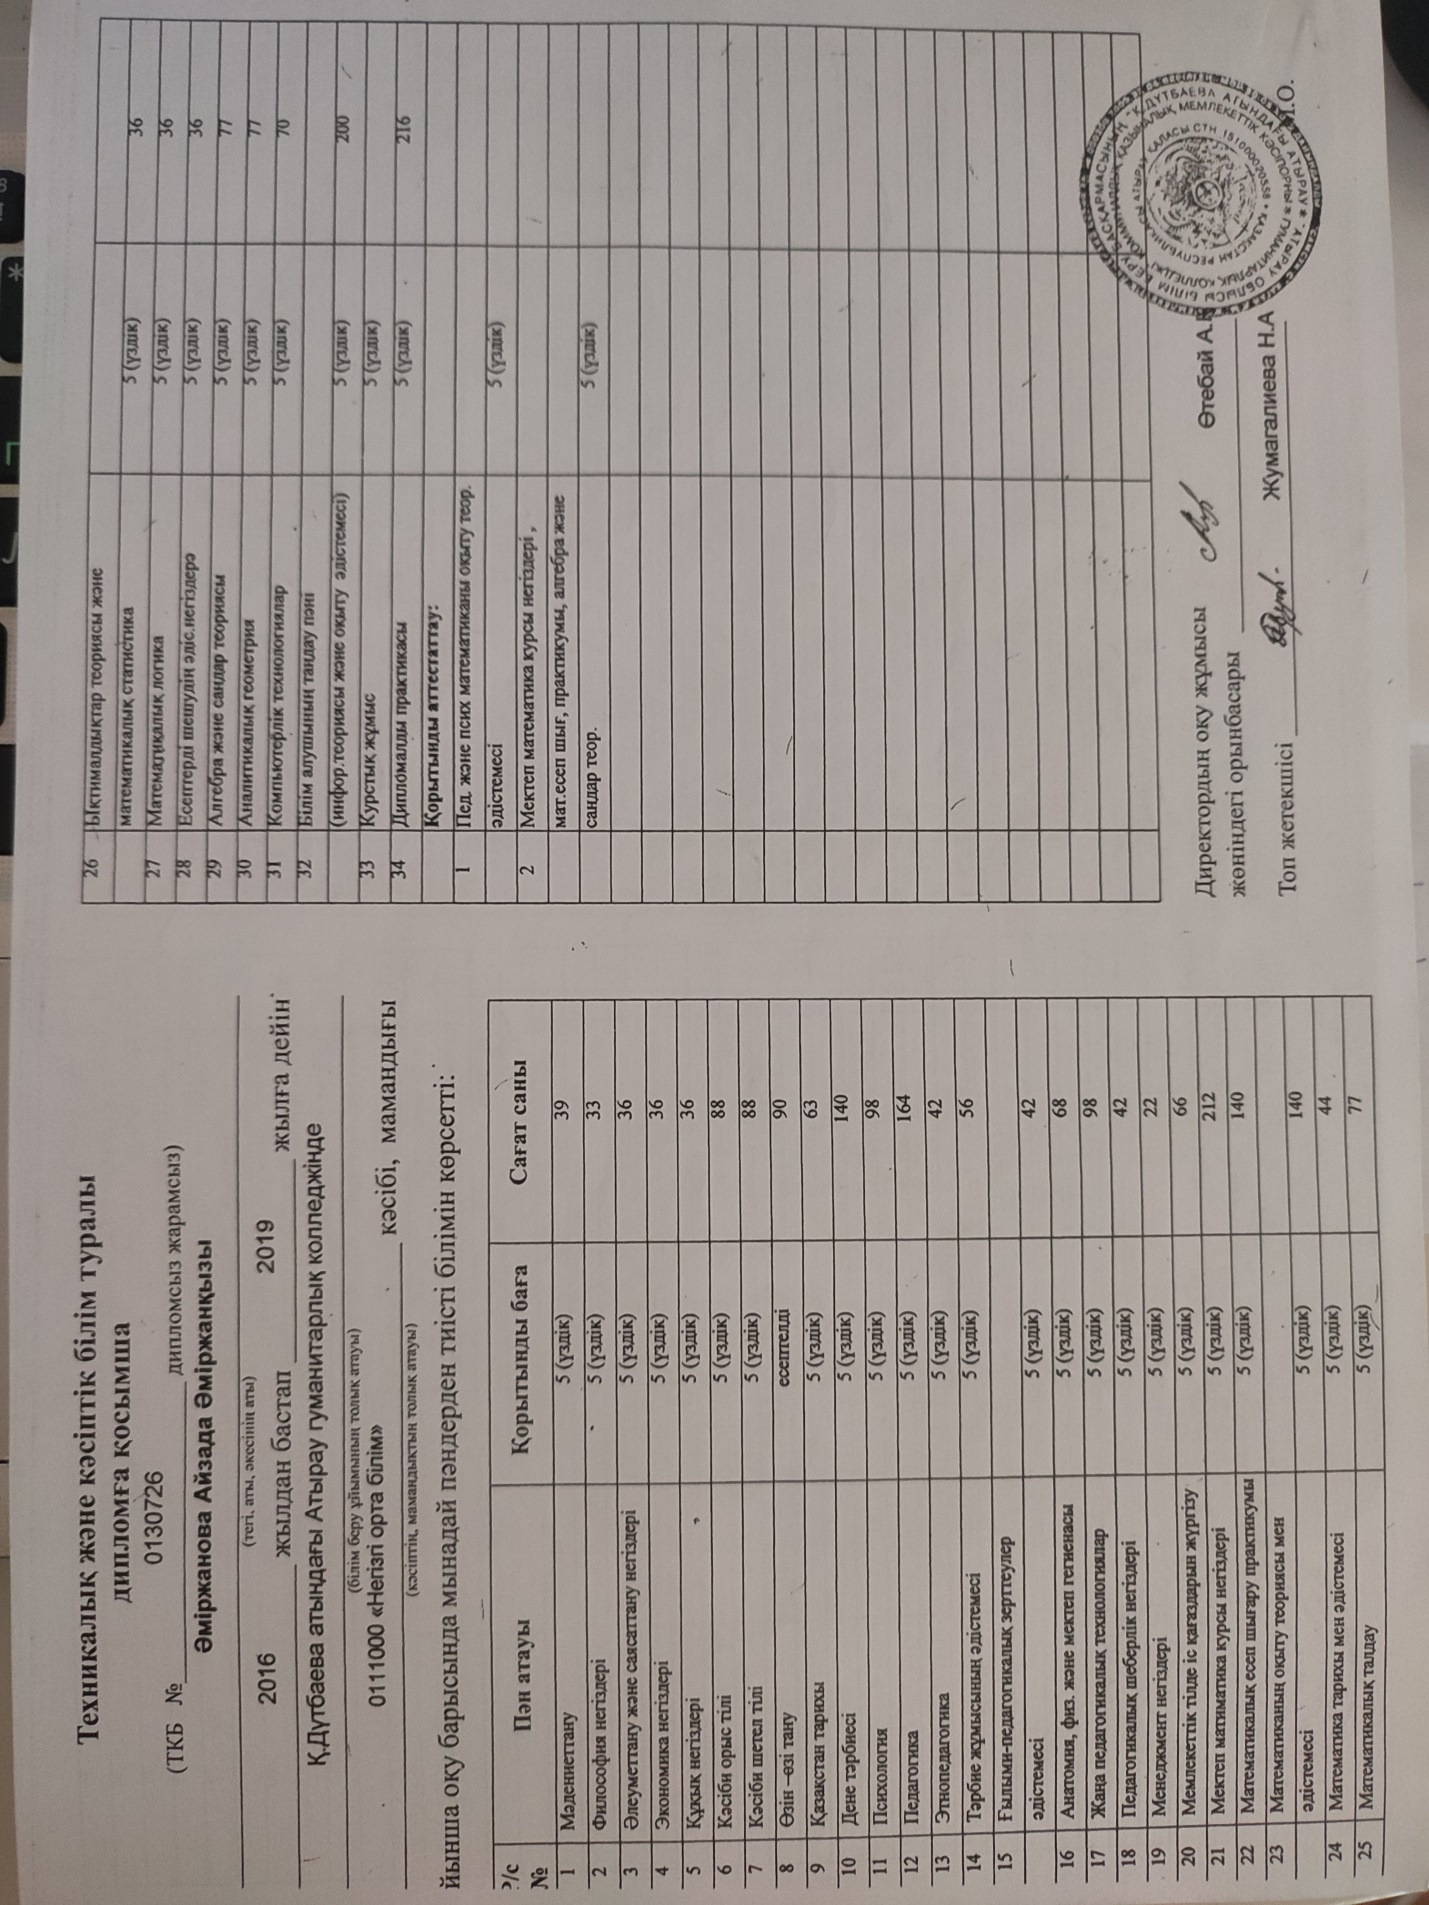 Техникалық және кәсіптік білім туралы
дипломға қосымша
0130726
(ТКБ №__________ дипломсыз жарамсыз)
Әміржанова Айзада Әміржанқызы
(тегі, аты, әкесінің аты)
2016 жылдан бастап 2019 жылға дейін
Қ.Дүтбаева атындағы Атырау гуманитарлық колледжінде
(білім беру ұйымының толық атауы)
0111000 «Негізгі орта білім» кәсібі, мамандығы
(кәсіптің, мамандықтың толық атауы)
йынша оқу барысында мынадай пәндерден тиісті білімін көрсетті:
Р/с № Пән атауы Қорытынды баға Сағат саны
1 Мәдениеттану 5 (үздік) 39
2 Философия негіздері 5 (үздік) 33
3 Әлеуметтану және саясаттану негіздері 5 (үздік) 36
4 Экономика негіздері 5 (үздік) 36
5 Құқық негіздері 5 (үздік) 36
6 Кәсіби орыс тілі 5 (үздік) 88
7 Кәсіби шетел тілі 5 (үздік) 88
8 Өзін –өзі тану есептелді 90
9 Қазақстан тарихы 5 (үздік) 63
10 Дене тәрбиесі 5 (үздік) 140
11 Психология 5 (үздік) 98
12 Педагогика 5 (үздік) 164
13 Этнопедагогика 5 (үздік) 42
14 Тәрбие жұмысының әдістемесі 5 (үздік) 56
15 Ғылыми-педагогикалық зерттеулер
әдістемесі 5 (үздік) 42
16 Анатомия, физ. және мектеп гегиенасы 5 (үздік) 68
17 Жаңа педагогикалық технологиялар 5 (үздік) 98
18 Педагогикалық шеберлік негіздері 5 (үздік) 42
19 Менеджмент негіздері 5 (үздік) 22
20 Мемлекеттік тілде іс қағаздарын жүргізу 5 (үздік) 66
21 Мектеп матиматика курсы негіздері 5 (үздік) 212
22 Математикалық есеп шығару практикумы 5 (үздік) 140
23 Математиканың оқыту теориясы мен
әдістемесі 5 (үздік) 140
24 Математика тарихы мен әдістемесі 5 (үздік) 44
25 Математикалық талдау 5 (үздік) 77
26 Ықтималдықтар теориясы және
математикалық статистика 5 (үздік) 36
27 Математикалық логика 5 (үздік) 36
28 Есептерді шешудің әдіс.негіздерә 5 (үздік) 36
29 Алгебра және сандар теориясы 5 (үздік) 77
30 Аналитикалық геометрия 5 (үздік) 77
31 Компьютерлік технологиялар 5 (үздік) 70
32 Білім алушының таңдау пәні
(инфор.теориясы және оқыту әдістемесі) 5 (үздік) 200
33 Курстық жұмыс 5 (үздік)
34 Дипломалды практикасы 5 (үздік) 216
Қорытынды аттестаттау:
1 Пед. және псих математиканы оқыту теор.
әдістемесі 5 (үздік)
2 Мектеп математика курсы негіздері ,
мат.есеп шығ, практикумы, алгебра және
сандар теор. 5 (үздік)
Директордың оқу жұмысы
жөніндегі орынбасары Өтебай А.
Топ жетекшісі Жумагалиева Н.А